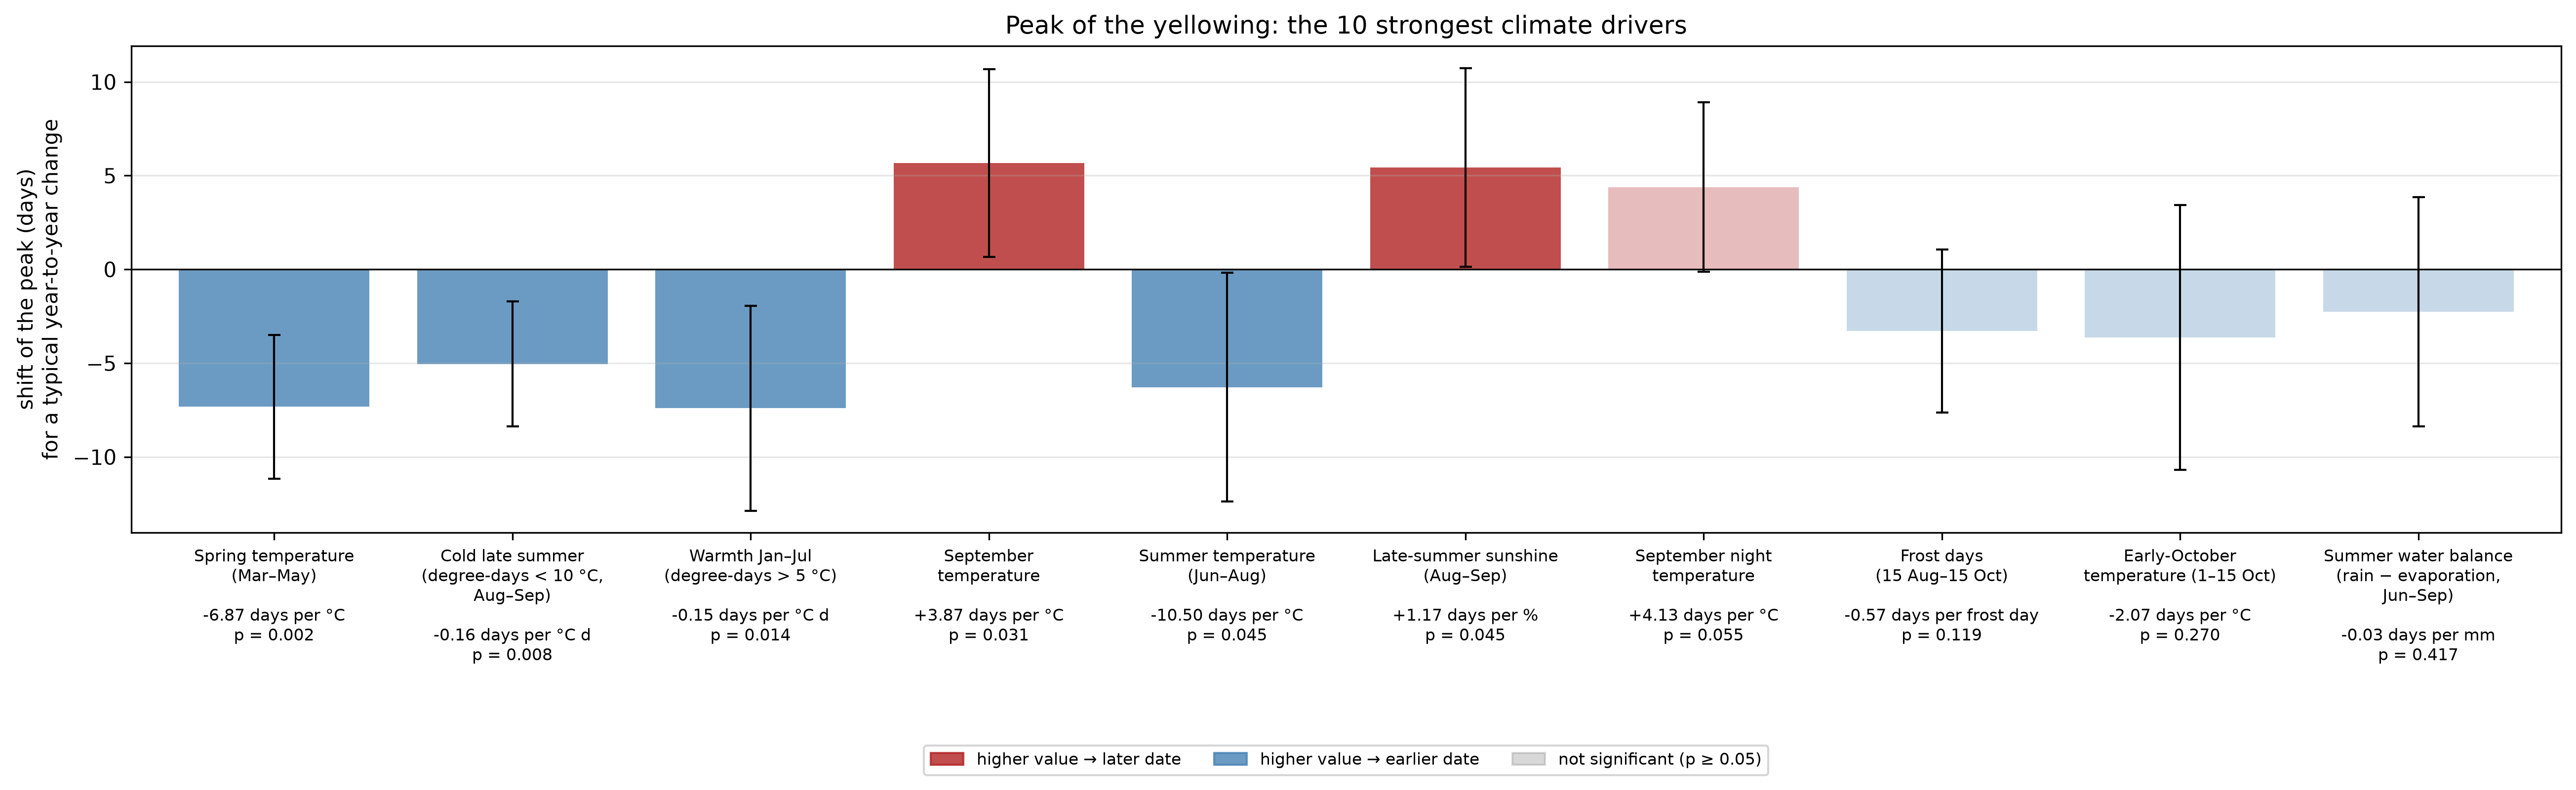 Peak of the yellowing: the 10 strongest climate drivers
shift of the peak (days)
for a typical year-to-year change
10
5
0
−5
−10
Spring temperature
(Mar–May)
-6.87 days per °C
p = 0.002
Cold late summer
(degree-days < 10 °C,
Aug–Sep)
-0.16 days per °C d
p = 0.008
Warmth Jan–Jul
(degree-days > 5 °C)
-0.15 days per °C d
p = 0.014
September
temperature
+3.87 days per °C
p = 0.031
Summer temperature
(Jun–Aug)
-10.50 days per °C
p = 0.045
Late-summer sunshine
(Aug–Sep)
+1.17 days per %
p = 0.045
September night
temperature
+4.13 days per °C
p = 0.055
Frost days
(15 Aug–15 Oct)
-0.57 days per frost day
p = 0.119
Early-October
temperature (1–15 Oct)
-2.07 days per °C
p = 0.270
Summer water balance
(rain − evaporation,
Jun–Sep)
-0.03 days per mm
p = 0.417
higher value → later date
higher value → earlier date
not significant (p ≥ 0.05)